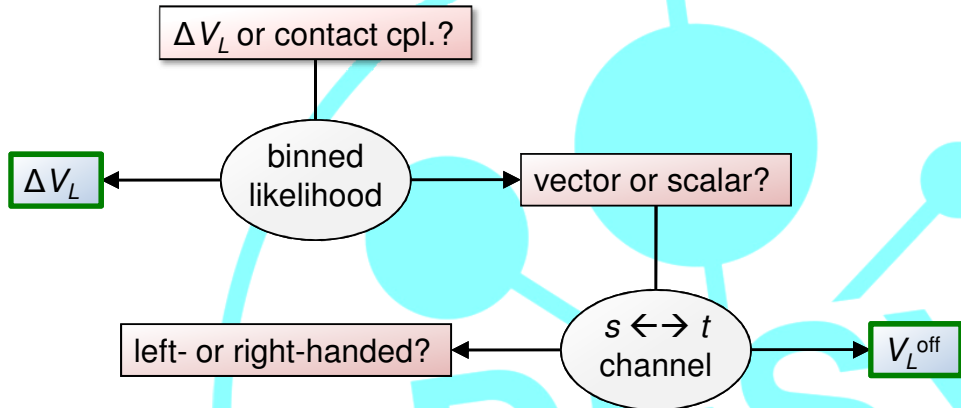 ΔV_L or contact cpl.?
binned
likelihood
ΔV_L
vector or scalar?
s ←→ t
channel
left- or right-handed?
V_L^off